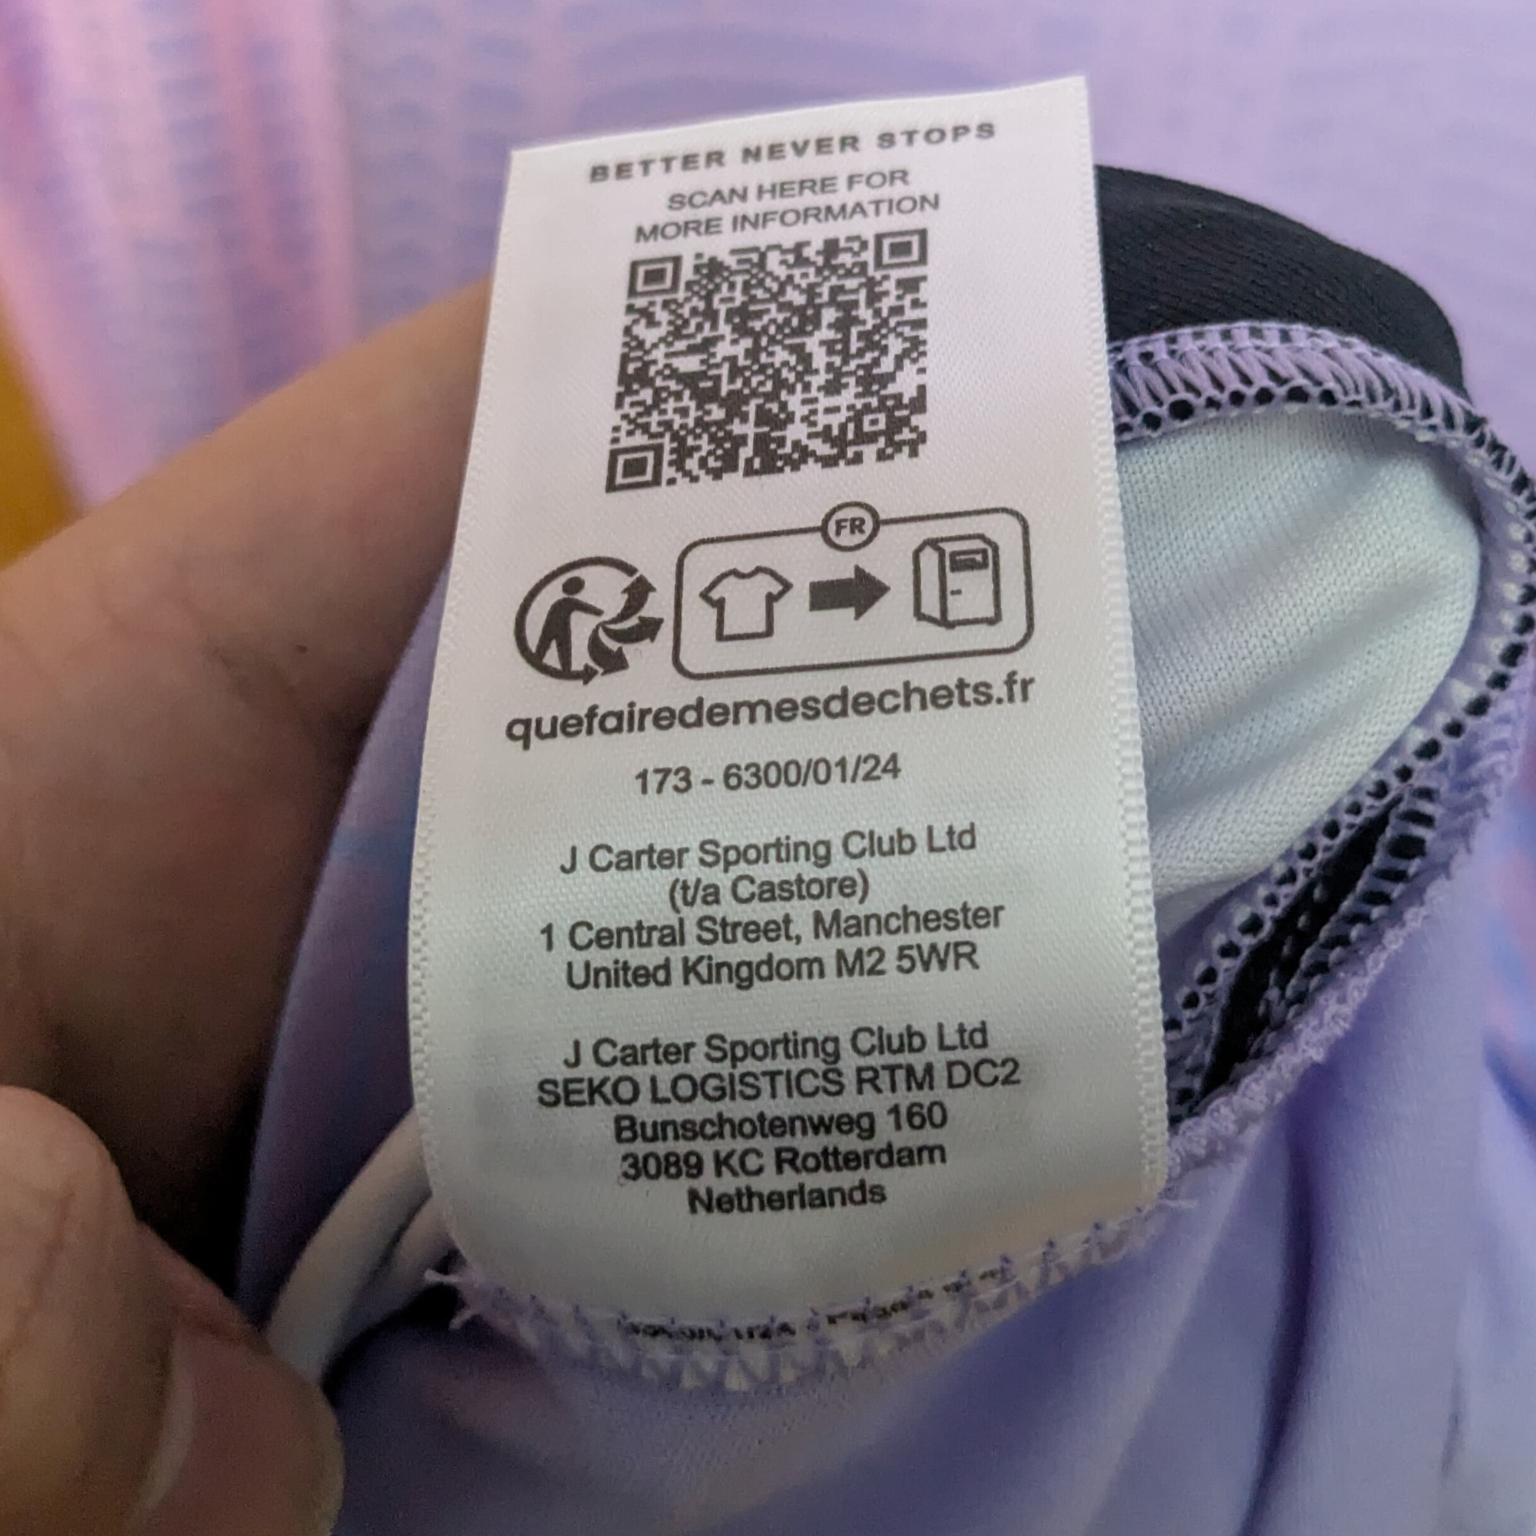 BETTER NEVER STOPS
SCAN HERE FOR
MORE INFORMATION
FR
quefairedemesdechets.fr
173 - 6300/01/24
J Carter Sporting Club Ltd
(t/a Castore)
1 Central Street, Manchester
United Kingdom M2 5WR
J Carter Sporting Club Ltd
SEKO LOGISTICS RTM DC2
Bunschotenweg 160
3089 KC Rotterdam
Netherlands